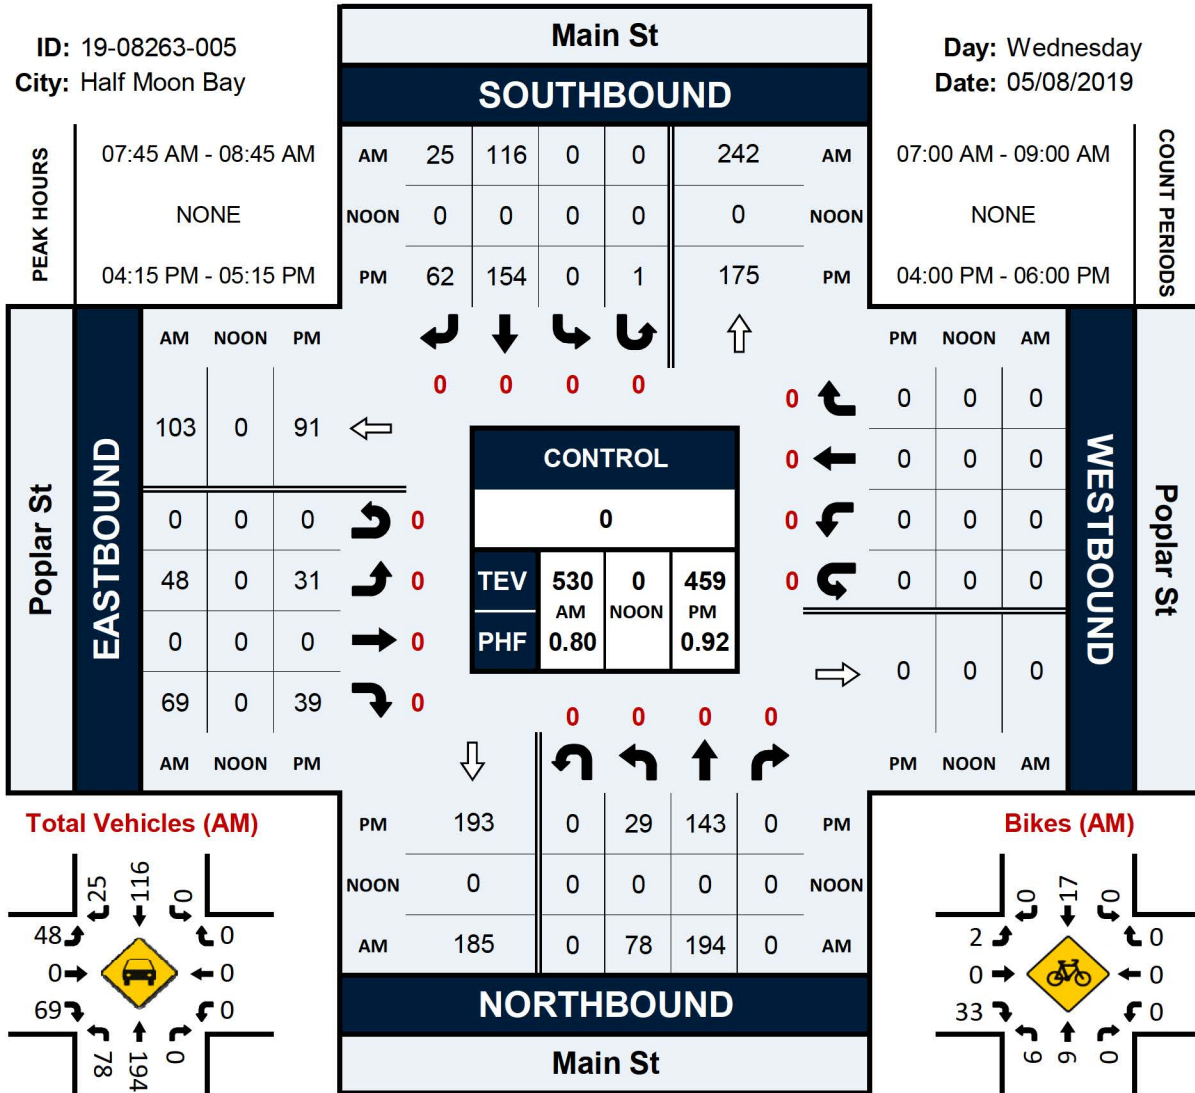 Main St
ID: 19-08263-005
Day: Wednesday
City: Half Moon Bay
Date: 05/08/2019
SOUTHBOUND
PEAK HOURS
07:45 AM - 08:45 AM
NONE
04:15 PM - 05:15 PM
AM 25 116 0 0 242 AM
NOON 0 0 0 0 0 NOON
PM 62 154 0 1 175 PM
07:00 AM - 09:00 AM
NONE
04:00 PM - 06:00 PM
COUNT PERIODS
0 0 0 0
Poplar St
EASTBOUND
AM NOON PM
103 0 91
0 0 0 0
48 0 31 0
0 0 0 0
69 0 39 0
AM NOON PM
CONTROL
0
TEV 530 0 459
AM NOON PM
PHF 0.80 0.92
PM NOON AM
0 0 0 0
0 0 0 0
0 0 0 0
0 0 0 0
0 0 0
PM NOON AM
WESTBOUND
Poplar St
0 0 0 0
PM 193 0 29 143 0 PM
NOON 0 0 0 0 0 NOON
AM 185 0 78 194 0 AM
NORTHBOUND
Main St
Total Vehicles (AM)
25 116 0
48 0
0 0
69 0
78 194 0
Bikes (AM)
0 17 0
2 0
0 0
33 0
9 9 0